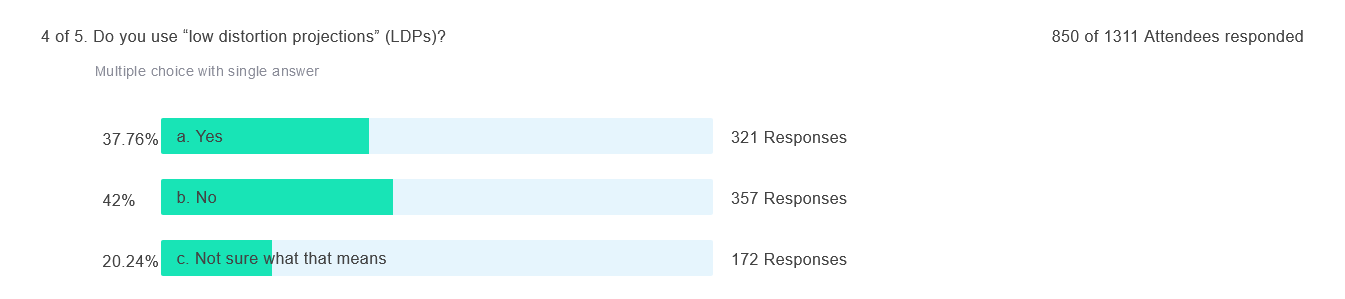 4 of 5. Do you use “low distortion projections” (LDPs)? 850 of 1311 Attendees responded
Multiple choice with single answer
37.76% a. Yes 321 Responses
42% b. No 357 Responses
20.24% c. Not sure what that means 172 Responses